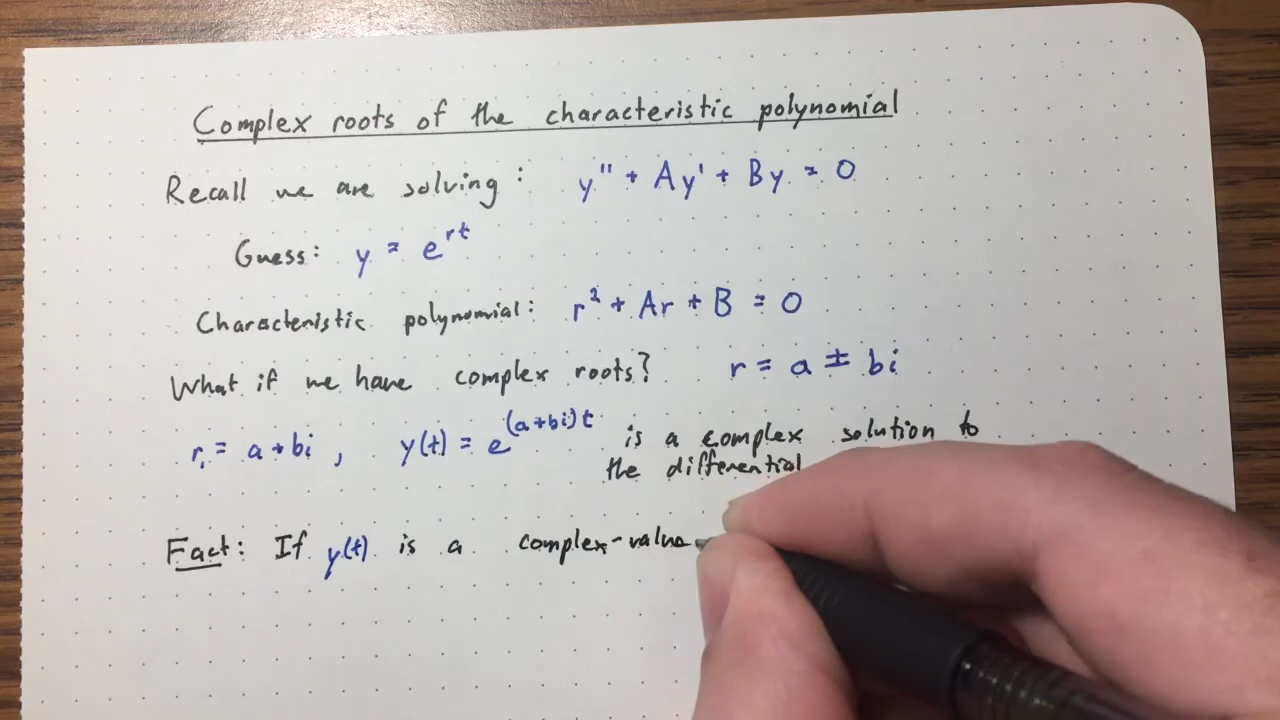 Complex roots of the characteristic polynomial
Recall we are solving: y'' + Ay' + By = 0
Guess: y = e^{rt}
Characteristic polynomial: r² + Ar + B = 0
What if we have complex roots? r = a ± bi
r₁ = a+bi, y(t) = e^{(a+bi)t} is a complex solution to
the differential
Fact: If y(t) is a complex-value